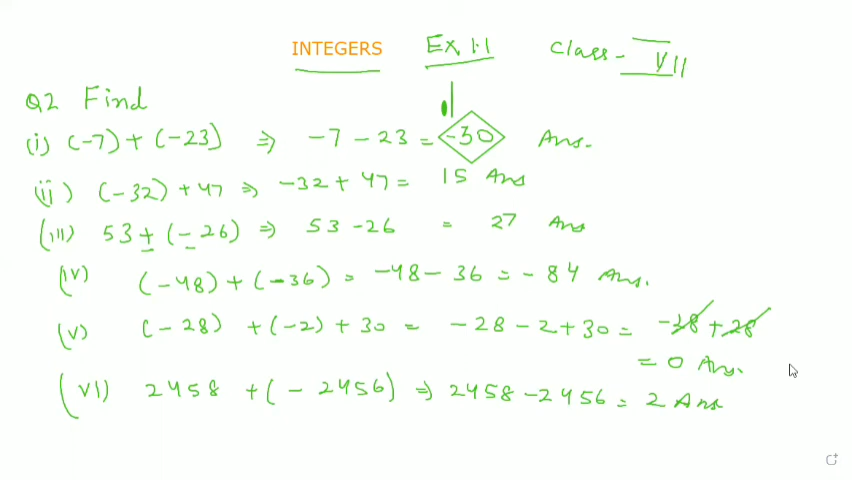 INTEGERS Ex 1.1 Class - VII
Q2 Find
(i) (-7) + (-23) ⇒ -7 - 23 = -30 Ans.
(ii) (-32) + 47 ⇒ -32 + 47 = 15 Ans
(iii) 53 + (-26) ⇒ 53 - 26 = 27 Ans
(iv) (-48) + (-36) = -48 - 36 = -84 Ans.
(v) (-28) + (-2) + 30 = -28 - 2 + 30 = -28 + 28
= 0 Ans.
(vi) 2458 + (-2456) ⇒ 2458 - 2456 = 2 Ans